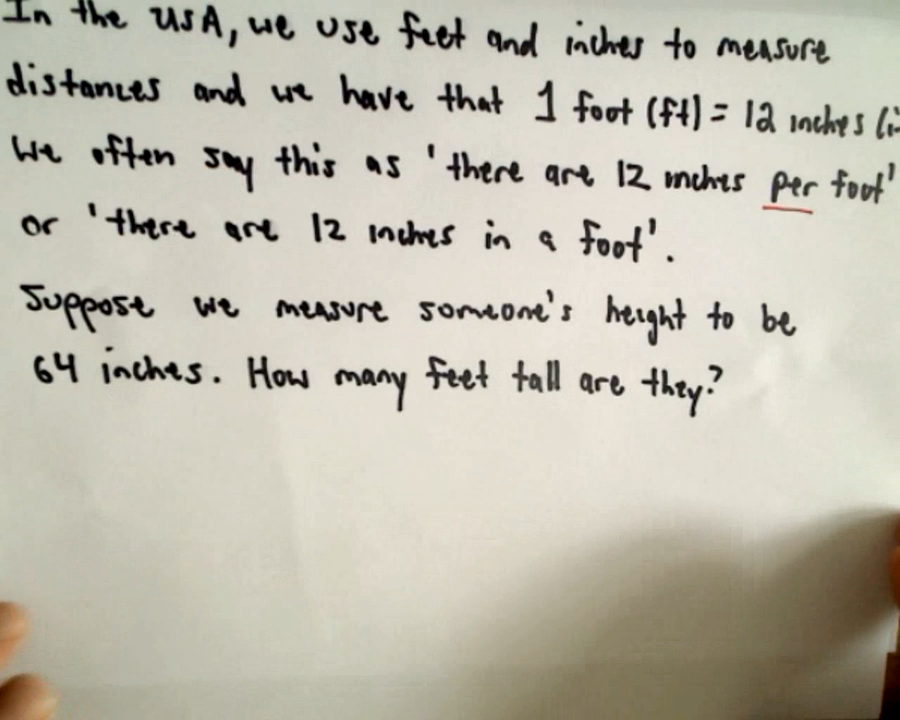 In the USA, we use feet and inches to measure
distances and we have that 1 foot (ft) = 12 inches (i
We often say this as 'there are 12 inches per foot'
or 'there are 12 inches in a foot'.
Suppose we measure someone's height to be
64 inches. How many feet tall are they?